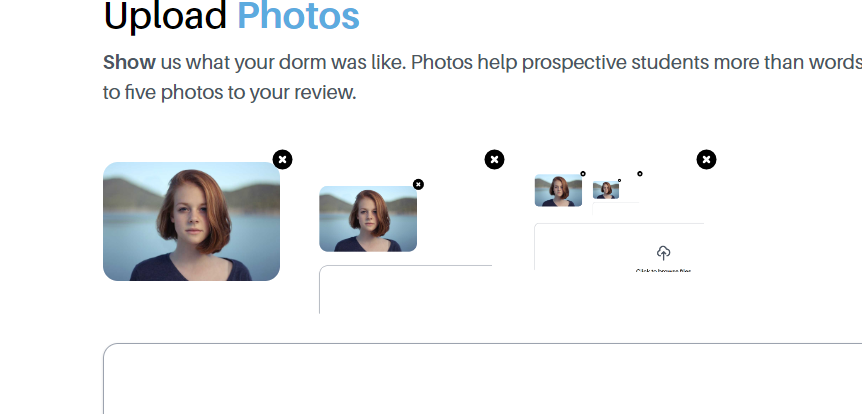 Upload Photos
Show us what your dorm was like. Photos help prospective students more than words
to five photos to your review.
Click to browse files